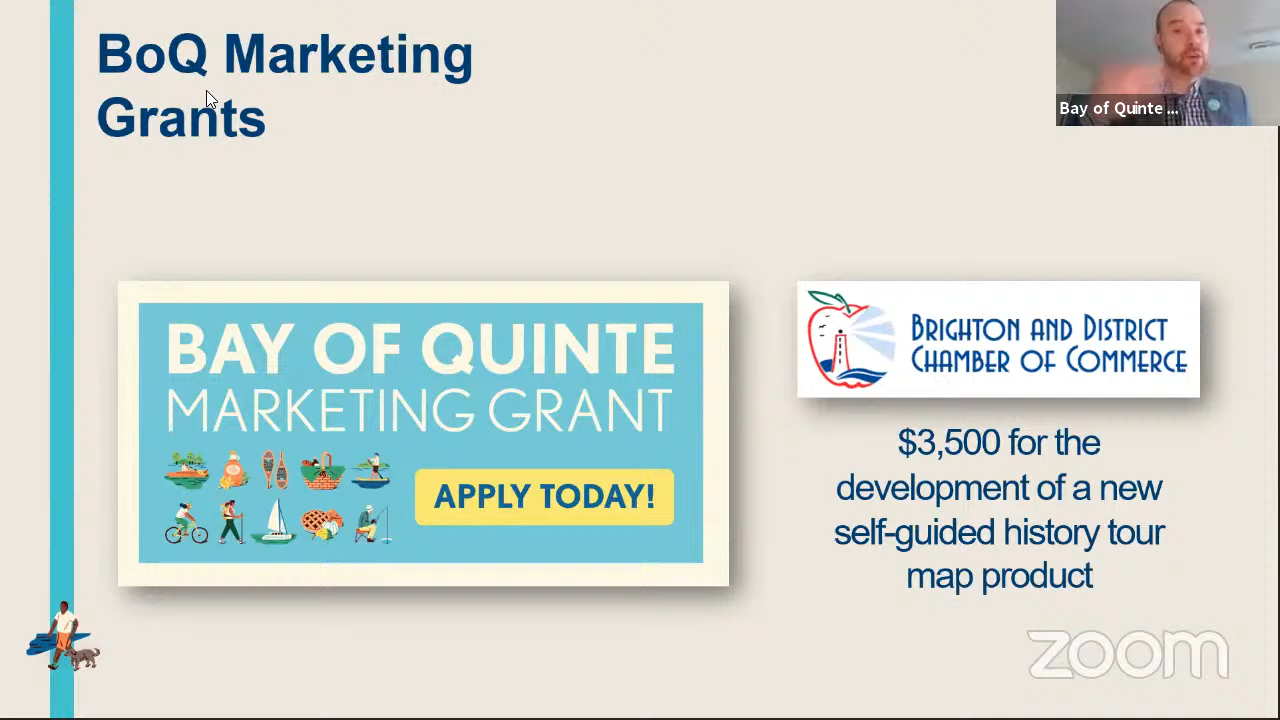 BoQ Marketing
Grants
Bay of Quinte ...
BAY OF QUINTE
MARKETING GRANT
APPLY TODAY!
BRIGHTON AND DISTRICT
CHAMBER OF COMMERCE
$3,500 for the
development of a new
self-guided history tour
map product
zoom